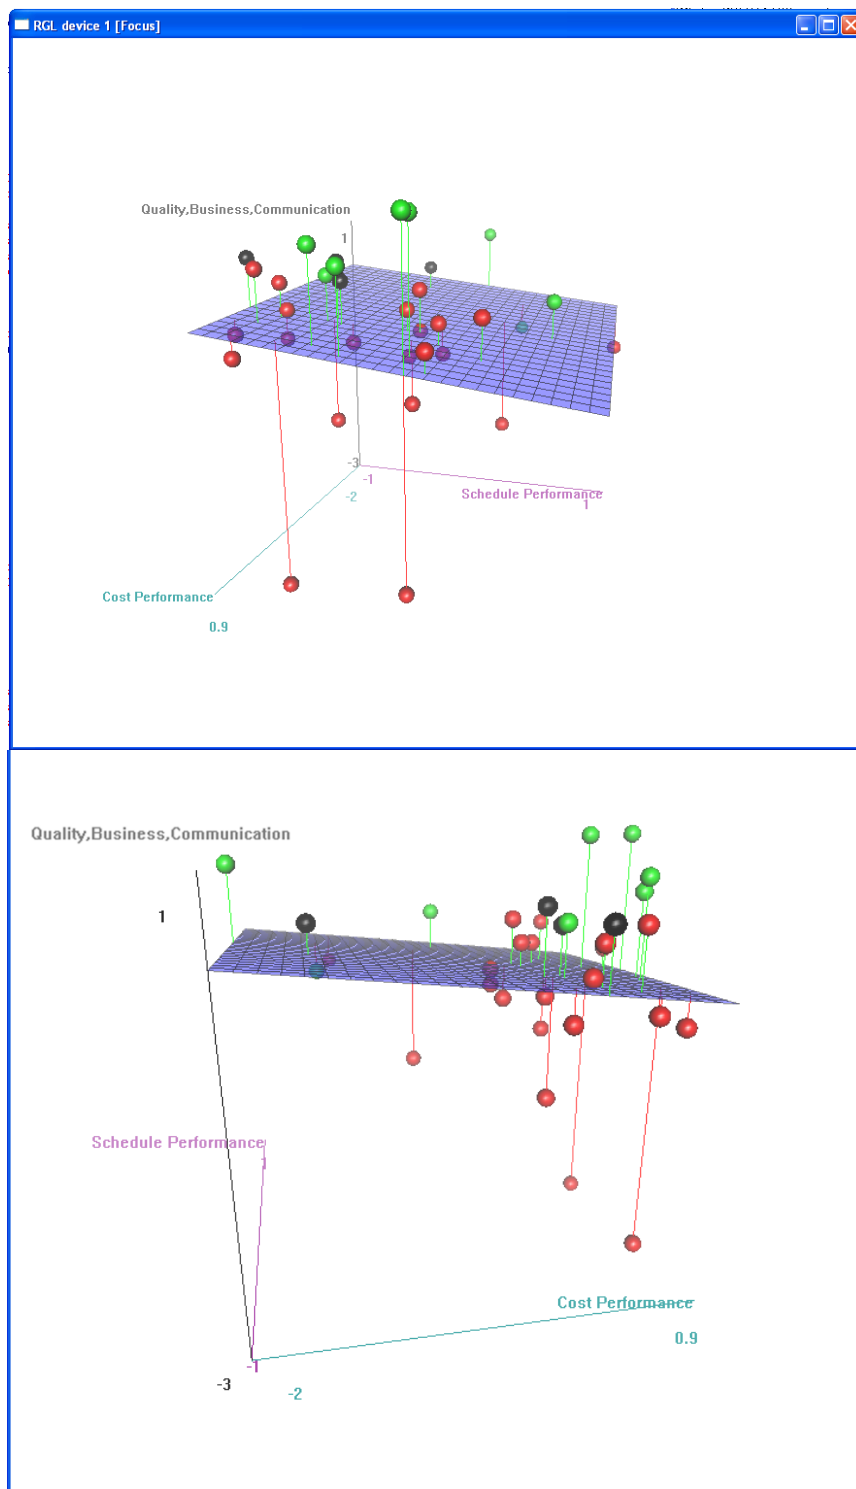 RGL device 1 [Focus]
Quality,Business,Communication
1
-3
-1
-2
Schedule Performance
1
Cost Performance
0.9
Quality,Business,Communication
1
Schedule Performance
1
Cost Performance
0.9
-1
-3
-2